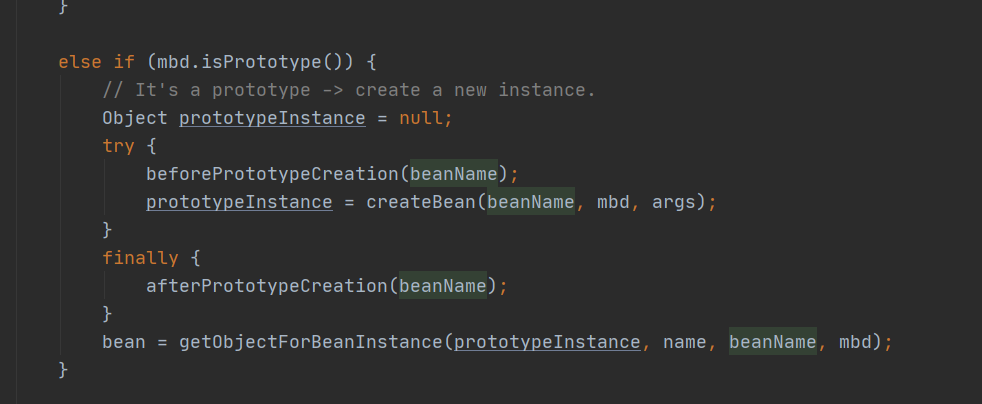 }
else if (mbd.isPrototype()) {
// It's a prototype -> create a new instance.
Object prototypeInstance = null;
try {
beforePrototypeCreation(beanName);
prototypeInstance = createBean(beanName, mbd, args);
}
finally {
afterPrototypeCreation(beanName);
}
bean = getObjectForBeanInstance(prototypeInstance, name, beanName, mbd);
}